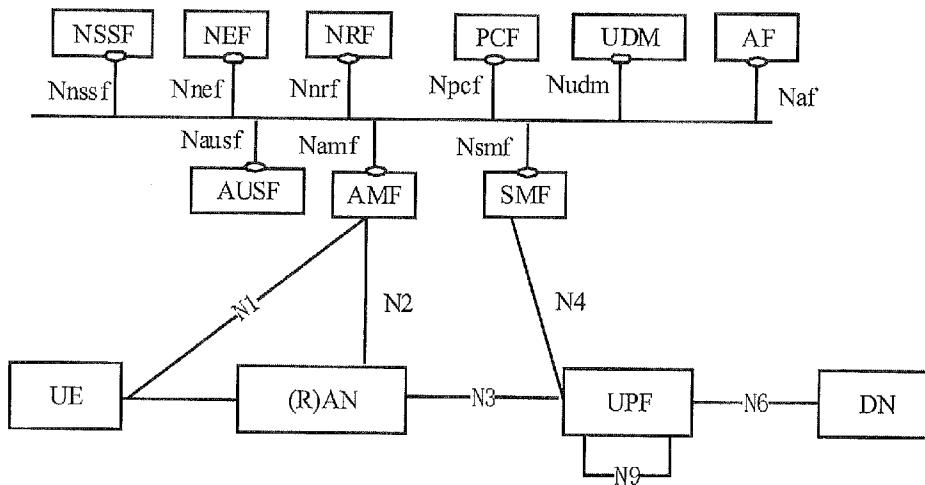 NSSF NEF NRF PCF UDM AF
Nnssf Nnef Nnrf Npcf Nudm Naf
Nausf Namf Nsmf
AUSF AMF SMF
N1 N2 N4
UE (R)AN N3 UPF N6 DN
N9